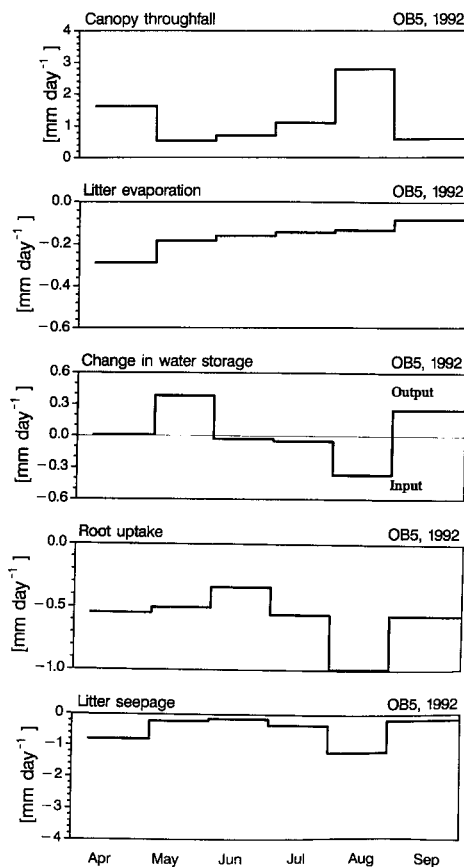 Canopy throughfall OB5, 1992
4
3
2
1
0
[mm day⁻¹]
Litter evaporation OB5, 1992
0.0
−0.2
−0.4
−0.6
[mm day⁻¹]
Change in water storage OB5, 1992
0.6
0.3
0.0
−0.3
−0.6
[mm day⁻¹]
Output
Input
Root uptake OB5, 1992
0.0
−0.5
−1.0
[mm day⁻¹]
Litter seepage OB5, 1992
0
−1
−2
−3
−4
[mm day⁻¹]
Apr May Jun Jul Aug Sep